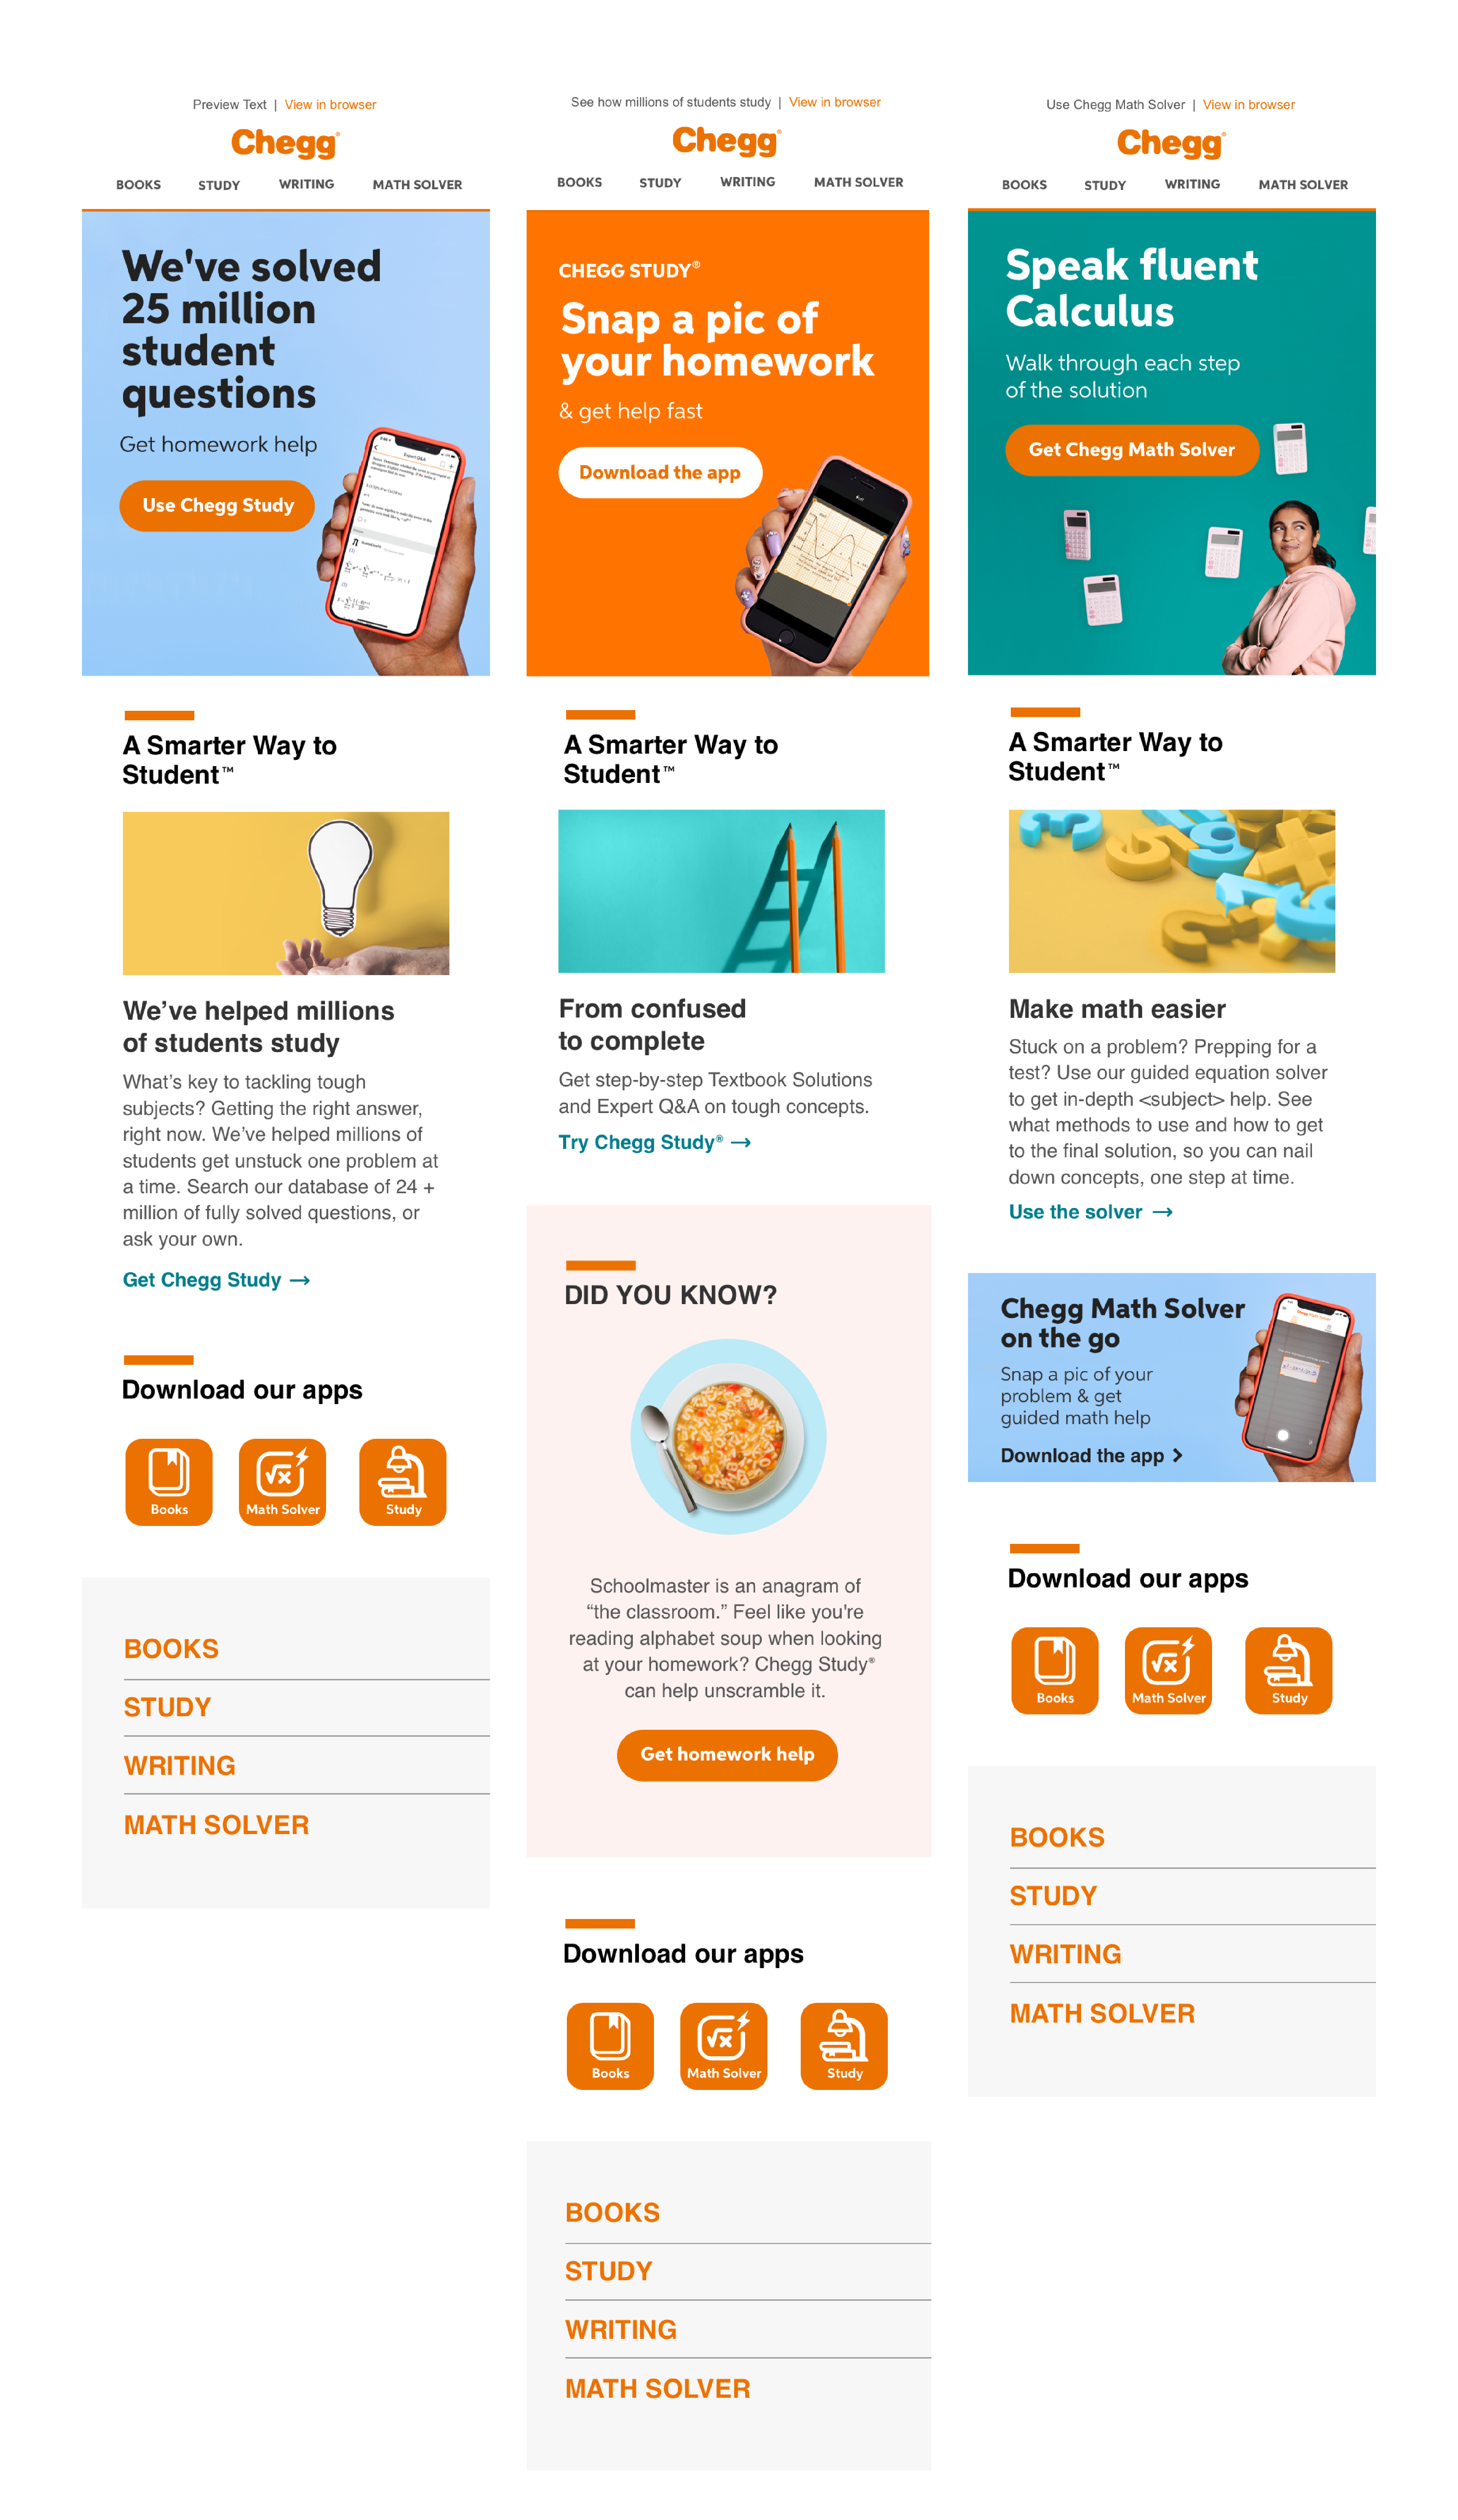 Preview Text | View in browser
Chegg®
BOOKS STUDY WRITING MATH SOLVER
We've solved
25 million
student
questions
Get homework help
Use Chegg Study
Expert Q&A
A Smarter Way to
Student™
We’ve helped millions
of students study
What’s key to tackling tough
subjects? Getting the right answer,
right now. We’ve helped millions of
students get unstuck one problem at
a time. Search our database of 24 +
million of fully solved questions, or
ask your own.
Get Chegg Study →
Download our apps
Books Math Solver Study
BOOKS
STUDY
WRITING
MATH SOLVER
See how millions of students study | View in browser
Chegg®
BOOKS STUDY WRITING MATH SOLVER
CHEGG STUDY®
Snap a pic of
your homework
& get help fast
Download the app
A Smarter Way to
Student™
From confused
to complete
Get step-by-step Textbook Solutions
and Expert Q&A on tough concepts.
Try Chegg Study® →
DID YOU KNOW?
Schoolmaster is an anagram of
“the classroom.” Feel like you're
reading alphabet soup when looking
at your homework? Chegg Study®
can help unscramble it.
Get homework help
Download our apps
Books Math Solver Study
BOOKS
STUDY
WRITING
MATH SOLVER
Use Chegg Math Solver | View in browser
Chegg®
BOOKS STUDY WRITING MATH SOLVER
Speak fluent
Calculus
Walk through each step
of the solution
Get Chegg Math Solver
A Smarter Way to
Student™
Make math easier
Stuck on a problem? Prepping for a
test? Use our guided equation solver
to get in-depth <subject> help. See
what methods to use and how to get
to the final solution, so you can nail
down concepts, one step at time.
Use the solver →
Chegg Math Solver
on the go
Snap a pic of your
problem & get
guided math help
Download the app >
Download our apps
Books Math Solver Study
BOOKS
STUDY
WRITING
MATH SOLVER